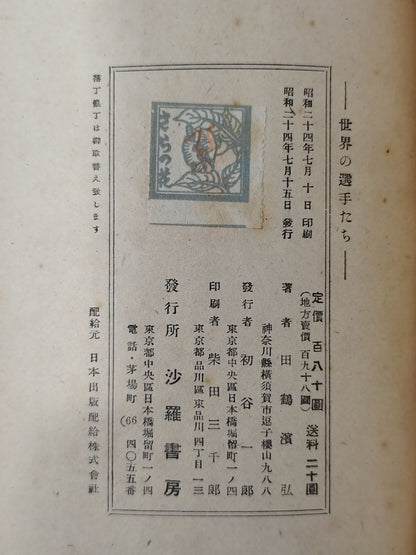 世界の選手たち
昭和二十四年七月十日 印刷
昭和二十四年七月十五日 發行
定價 百八十圓 送料 二十圓
(地方賣價 百九十八圓)
著者 田鶴濱弘
神奈川縣橫須賀市逗子櫻山九八八
發行者 初谷一郎
東京都中央區日本橋堀留町一ノ四
印刷者 柴田三千郎
東京都品川區東品川四丁目一三
發行所 沙羅書房
東京都中央區日本橋堀留町一ノ四
電話・茅場町(66)四〇五五番
さちの花
落丁亂丁は御取替え致します
配給元 日本出版配給株式會社